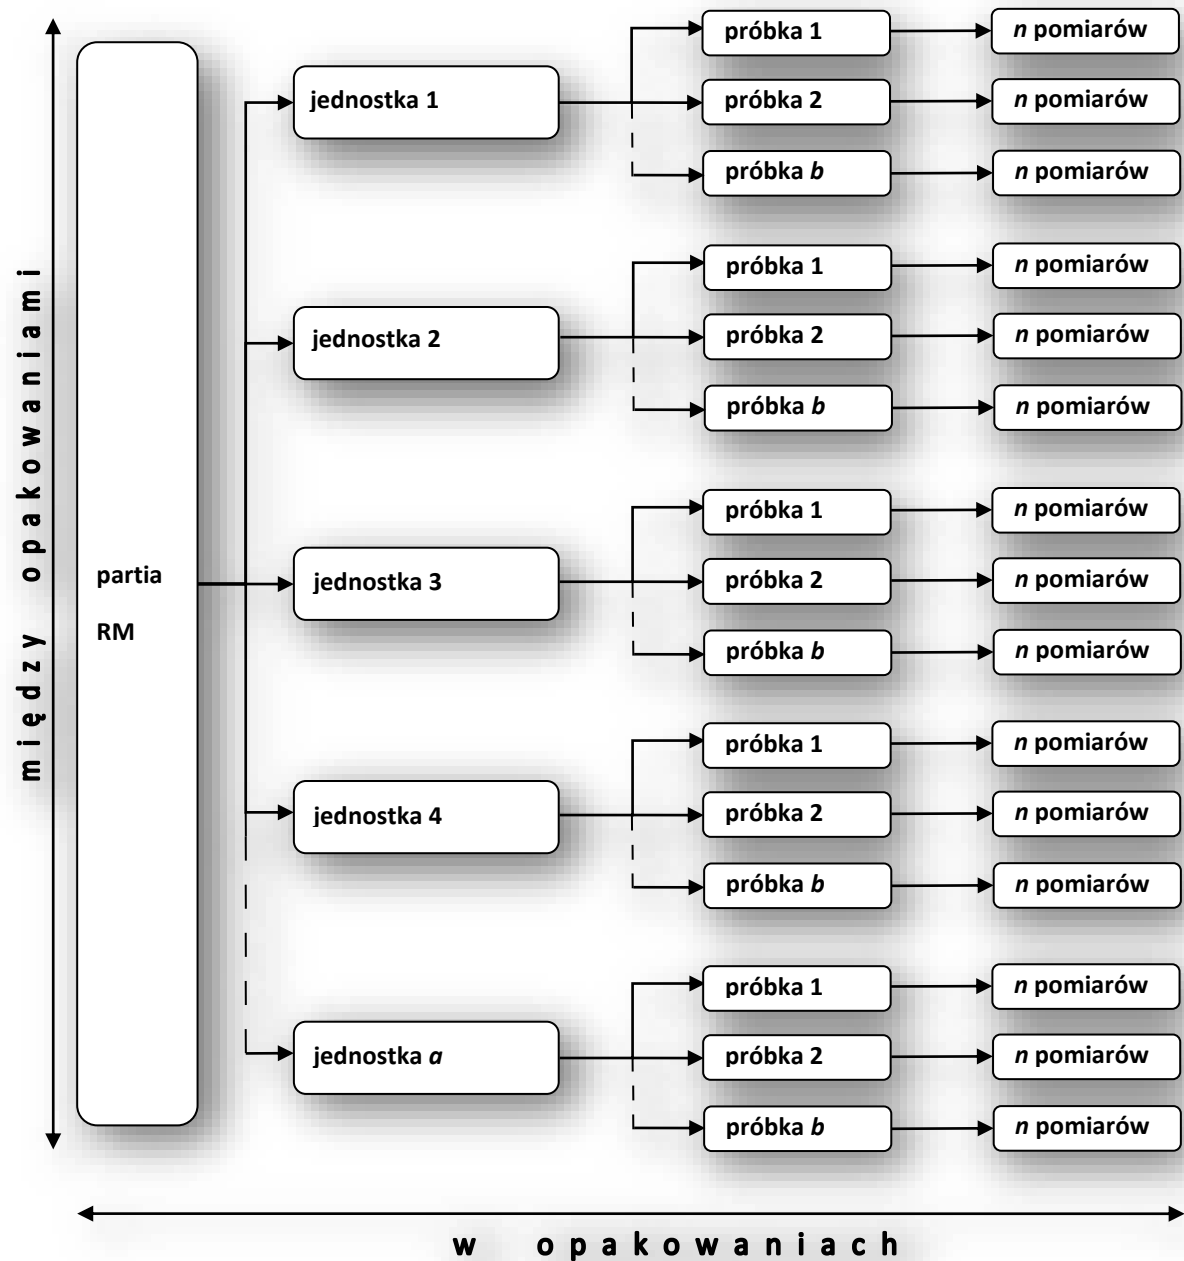 między opakowaniami
partia
RM
jednostka 1
próbka 1
n pomiarów
próbka 2
n pomiarów
próbka b
n pomiarów
jednostka 2
próbka 1
n pomiarów
próbka 2
n pomiarów
próbka b
n pomiarów
jednostka 3
próbka 1
n pomiarów
próbka 2
n pomiarów
próbka b
n pomiarów
jednostka 4
próbka 1
n pomiarów
próbka 2
n pomiarów
próbka b
n pomiarów
jednostka a
próbka 1
n pomiarów
próbka 2
n pomiarów
próbka b
n pomiarów
w opakowaniach